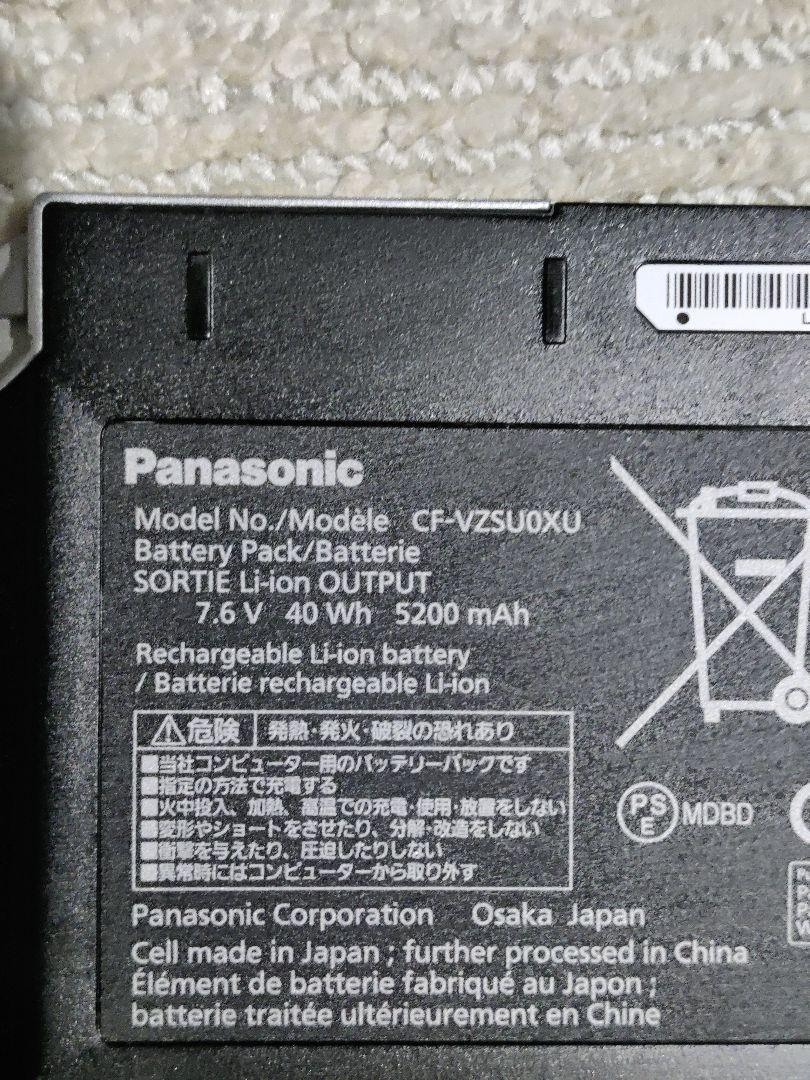 Panasonic
Model No./Modèle CF-VZSU0XU
Battery Pack/Batterie
SORTIE Li-ion OUTPUT
7.6 V 40 Wh 5200 mAh
Rechargeable Li-ion battery
/ Batterie rechargeable Li-ion
危険 発熱・発火・破裂の恐れあり
■当社コンピューター用のバッテリーパックです
■指定の方法で充電する
■火中投入、加熱、高温での充電・使用・放置をしない
■変形やショートをさせたり、分解・改造をしない
■衝撃を与えたり、圧迫したりしない
■異常時にはコンピューターから取り外す
PS E MDBD
Panasonic Corporation Osaka Japan
Cell made in Japan ; further processed in China
Élément de batterie fabriqué au Japon ;
batterie traitée ultérieurement en Chine